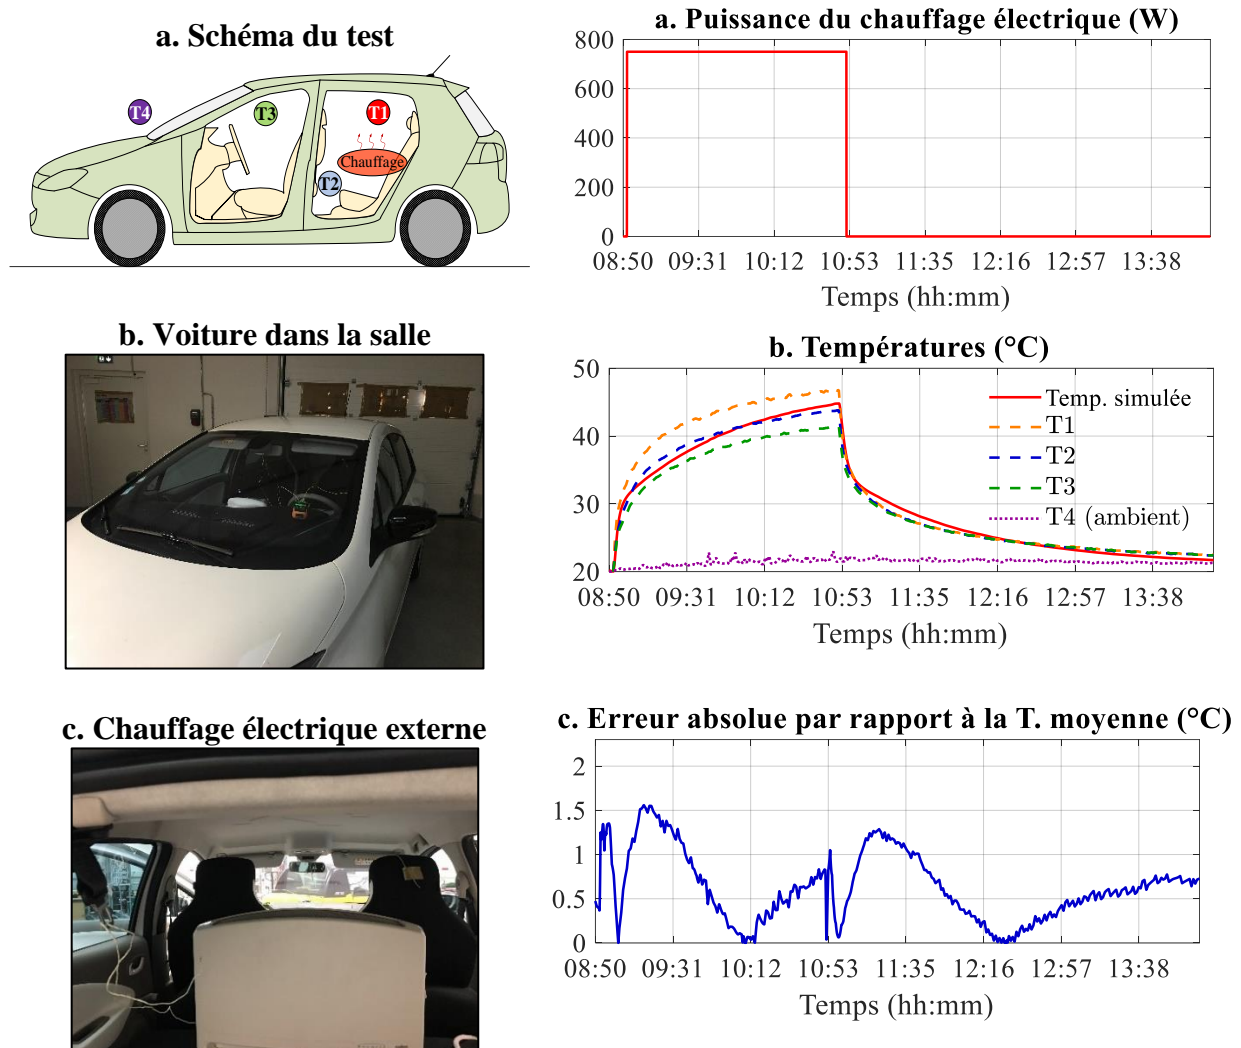 a. Schéma du test
T4
T3
T1
Chauffage
T2
b. Voiture dans la salle
c. Chauffage électrique externe
a. Puissance du chauffage électrique (W)
800
600
400
200
0
08:50 09:31 10:12 10:53 11:35 12:16 12:57 13:38
Temps (hh:mm)
b. Températures (°C)
50
40
30
20
Temp. simulée
T1
T2
T3
T4 (ambient)
08:50 09:31 10:12 10:53 11:35 12:16 12:57 13:38
Temps (hh:mm)
c. Erreur absolue par rapport à la T. moyenne (°C)
2
1.5
1
0.5
0
08:50 09:31 10:12 10:53 11:35 12:16 12:57 13:38
Temps (hh:mm)